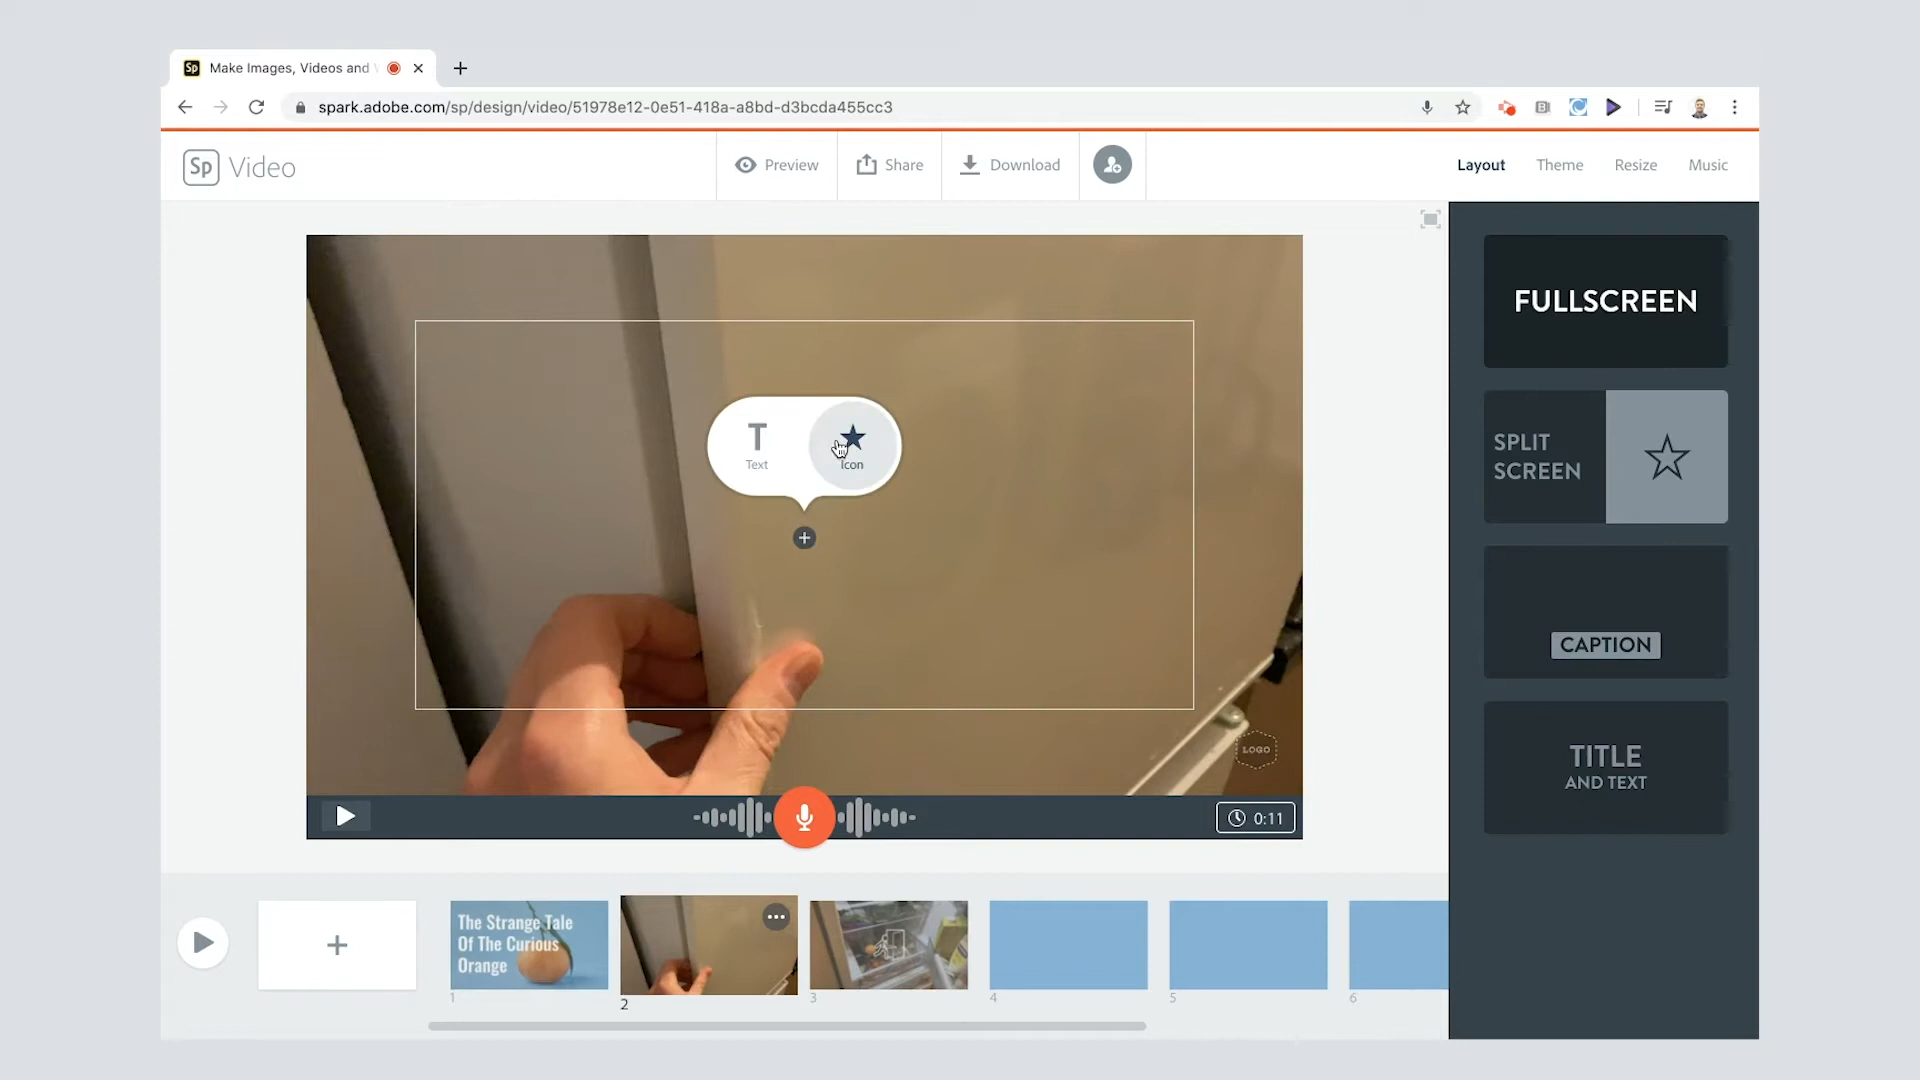 Sp Make Images, Videos and
spark.adobe.com/sp/design/video/51978e12-0e51-418a-a8bd-d3bcda455cc3
Sp Video
Preview
Share
Download
Layout
Theme
Resize
Music
T
Text
Icon
LOGO
0:11
FULLSCREEN
SPLIT
SCREEN
CAPTION
TITLE
AND TEXT
The Strange Tale
Of The Curious
Orange
1
2
3
4
5
6